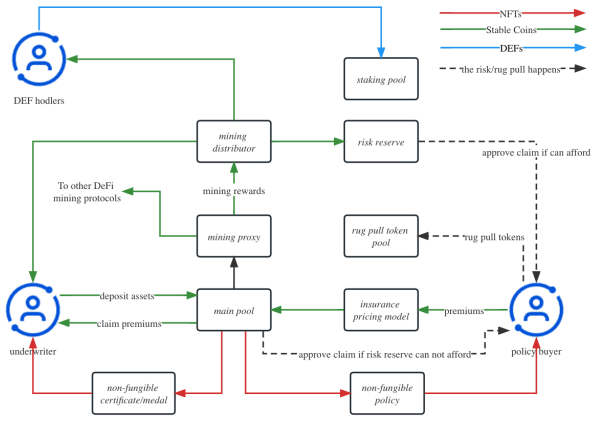 NFTs
Stable Coins
DEFs
the risk/rug pull happens
staking pool
DEF hodlers
mining
distributor
risk reserve
approve claim if can afford
To other DeFi
mining protocols
mining rewards
mining proxy
rug pull token
pool
rug pull tokens
deposit assets
claim premiums
main pool
insurance
pricing model
premiums
underwriter
approve claim if risk reserve can not afford
policy buyer
non-fungible
certificate/medal
non-fungible
policy